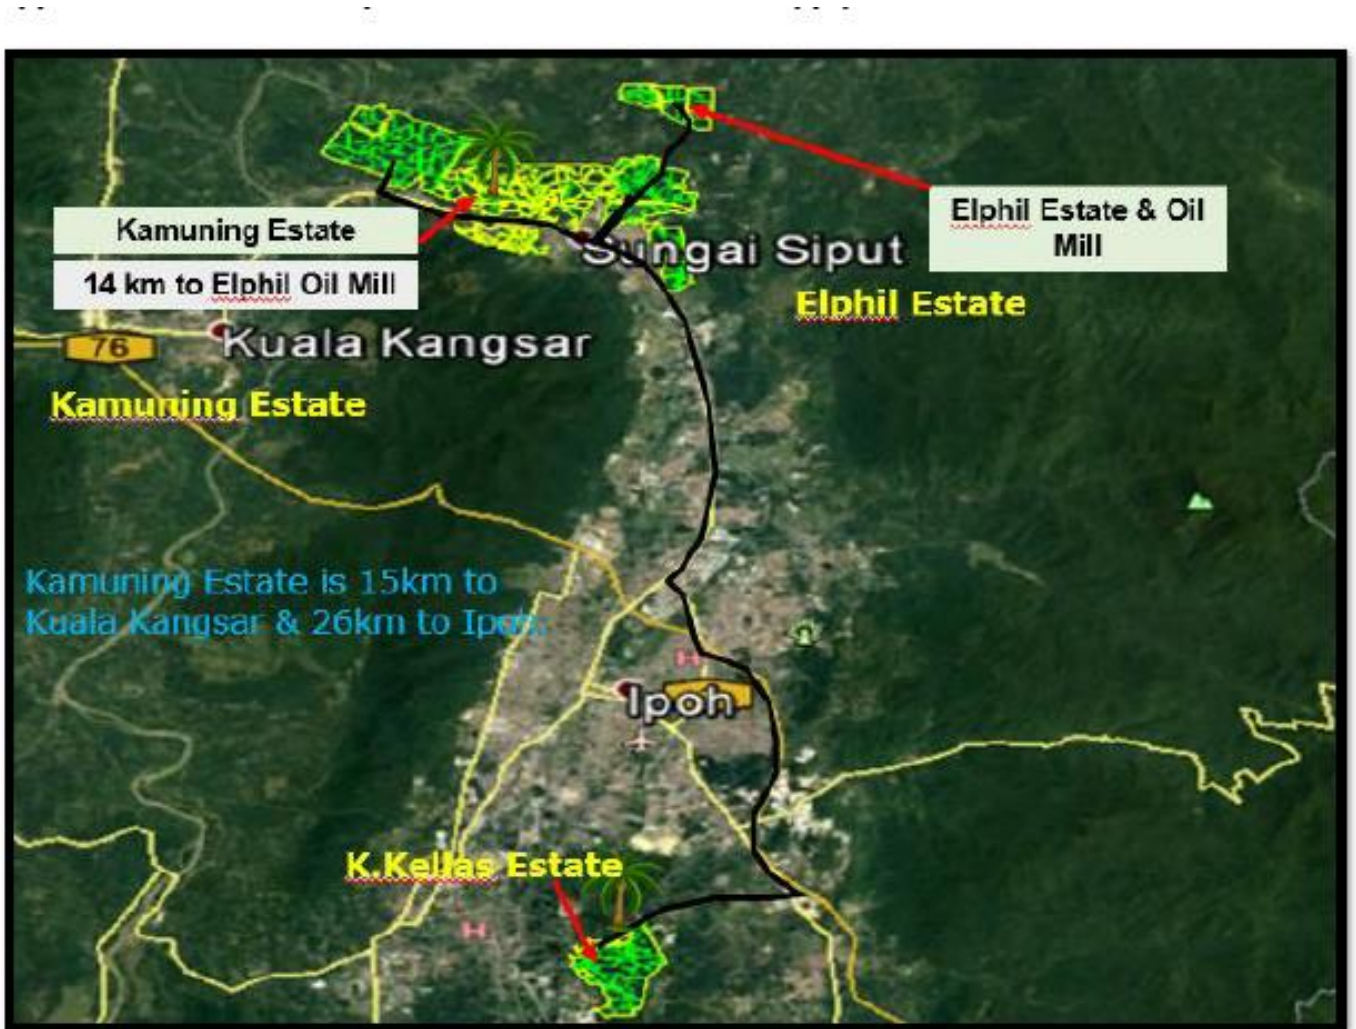 Elphil Estate & Oil
Mill
Kamuning Estate
14 km to Elphil Oil Mill
Sungai Siput
Elphil Estate
76
Kuala Kangsar
Kamuning Estate
Kamuning Estate is 15km to
Kuala Kangsar & 26km to Ipoh.
H
Ipoh
K.Kellas Estate
H